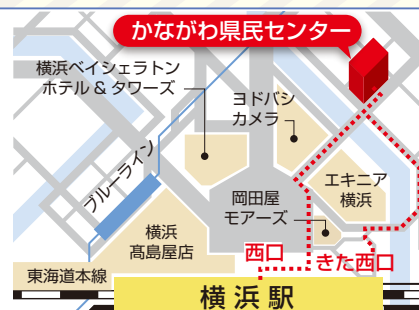 かながわ県民センター
横浜ベイシェラトン
ホテル & タワーズ
ヨドバシ
カメラ
ブルーライン
エキニア
横浜
岡田屋
モアーズ
横浜
髙島屋店
西口
きた西口
東海道本線
横浜駅